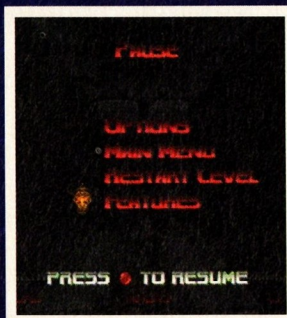 PAUSE
OPTIONS
MAIN MENU
RESTART LEVEL
FEATURES
PRESS TO RESUME